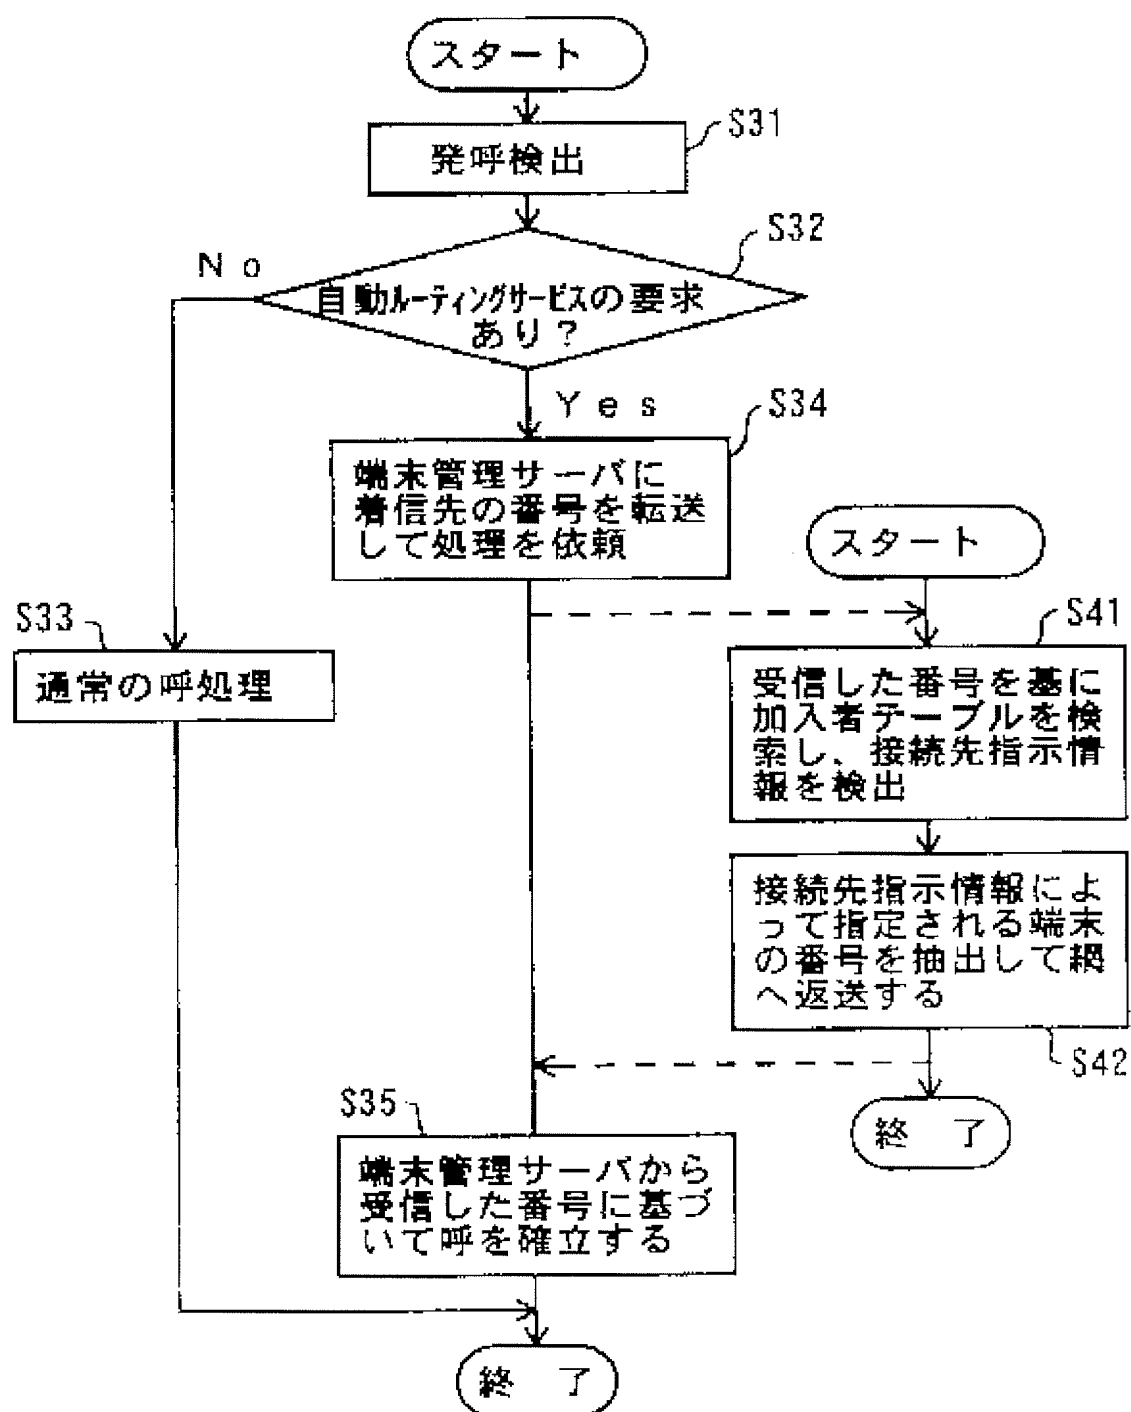 スタート
S31
発呼検出
S32
No
自動ルーティングサービスの要求
あり？
Yes
S34
端末管理サーバに
着信先の番号を転送
して処理を依頼
スタート
S33
通常の呼処理
S41
受信した番号を基に
加入者テーブルを検
索し、接続先指示情
報を検出
接続先指示情報によ
って指定される端末
の番号を抽出して網
へ返送する
S42
終了
S35
端末管理サーバから
受信した番号に基づ
いて呼を確立する
終了